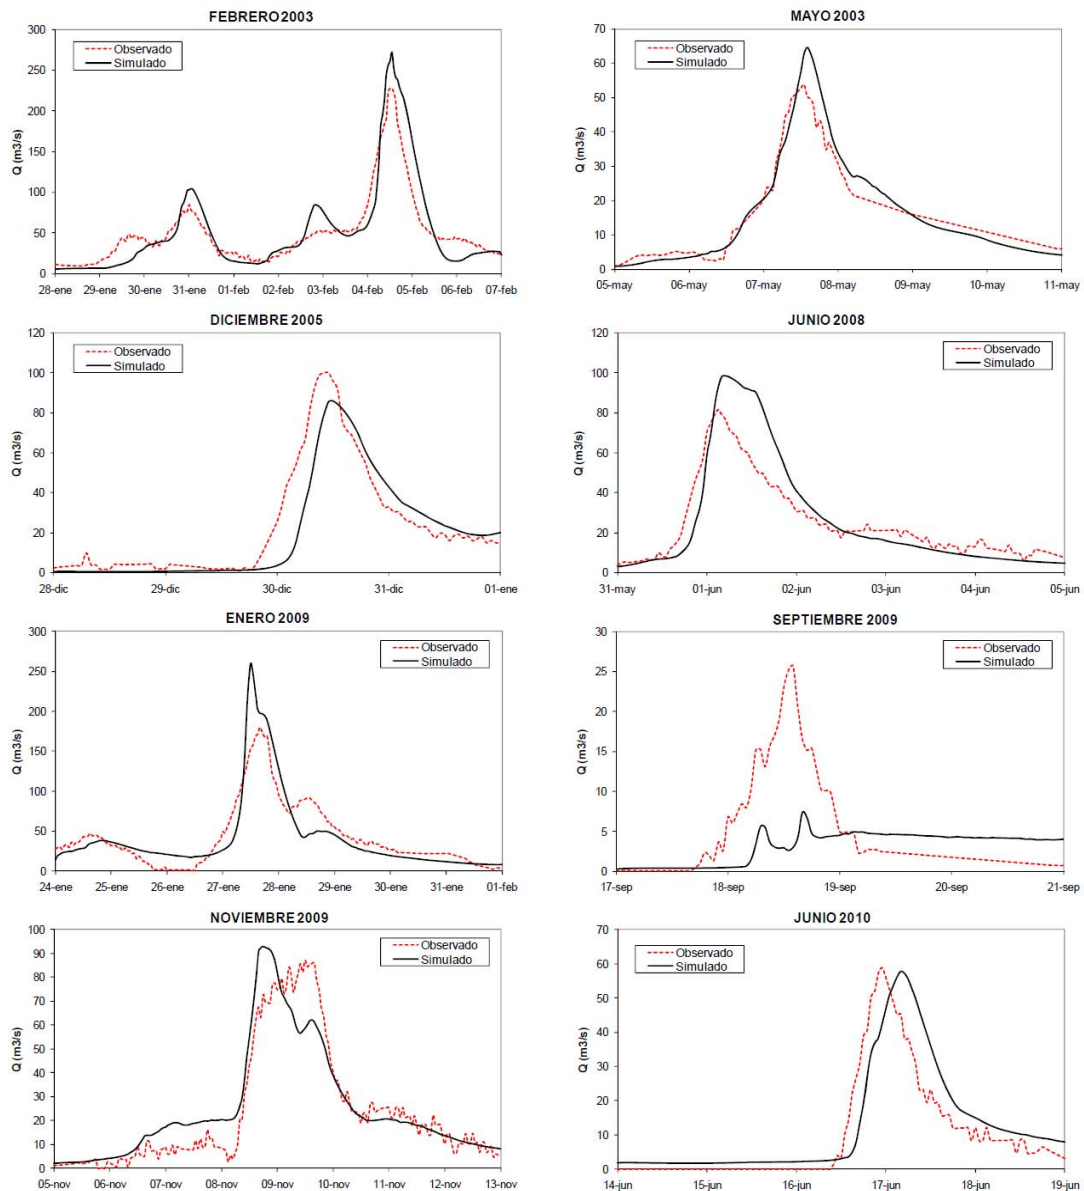 FEBRERO 2003
300
250
200
150
100
50
0
Q (m3/s)
Observado
Simulado
28-ene 29-ene 30-ene 31-ene 01-feb 02-feb 03-feb 04-feb 05-feb 06-feb 07-feb
MAYO 2003
70
60
50
40
30
20
10
0
Q (m3/s)
Observado
Simulado
05-may 06-may 07-may 08-may 09-may 10-may 11-may
DICIEMBRE 2005
120
100
80
60
40
20
0
Q (m3/s)
Observado
Simulado
28-dic 29-dic 30-dic 31-dic 01-ene
JUNIO 2008
120
100
80
60
40
20
0
Q (m3/s)
Observado
Simulado
31-may 01-jun 02-jun 03-jun 04-jun 05-jun
ENERO 2009
300
250
200
150
100
50
0
Q (m3/s)
Observado
Simulado
24-ene 25-ene 26-ene 27-ene 28-ene 29-ene 30-ene 31-ene 01-feb
SEPTIEMBRE 2009
30
25
20
15
10
5
0
Q (m3/s)
Observado
Simulado
17-sep 18-sep 19-sep 20-sep 21-sep
NOVIEMBRE 2009
100
90
80
70
60
50
40
30
20
10
0
Q (m3/s)
Observado
Simulado
05-nov 06-nov 07-nov 08-nov 09-nov 10-nov 11-nov 12-nov 13-nov
JUNIO 2010
70
60
50
40
30
20
10
0
Q (m3/s)
Observado
Simulado
14-jun 15-jun 16-jun 17-jun 18-jun 19-jun